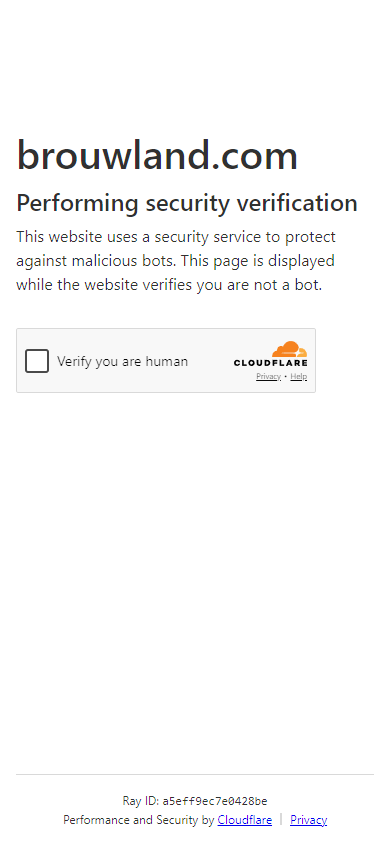 brouwland.com
Performing security verification
This website uses a security service to protect
against malicious bots. This page is displayed
while the website verifies you are not a bot.
Verify you are human
CLOUDFLARE
Privacy • Help
Ray ID: a5eff9ec7e0428be
Performance and Security by Cloudflare | Privacy